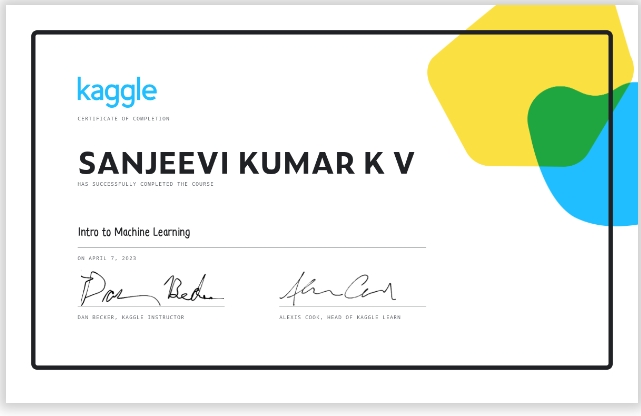 kaggle
CERTIFICATE OF COMPLETION
SANJEEVI KUMAR K V
HAS SUCCESSFULLY COMPLETED THE COURSE
Intro to Machine Learning
ON APRIL 7, 2023
Dan Becker
Alexis Cook
DAN BECKER, KAGGLE INSTRUCTOR
ALEXIS COOK, HEAD OF KAGGLE LEARN